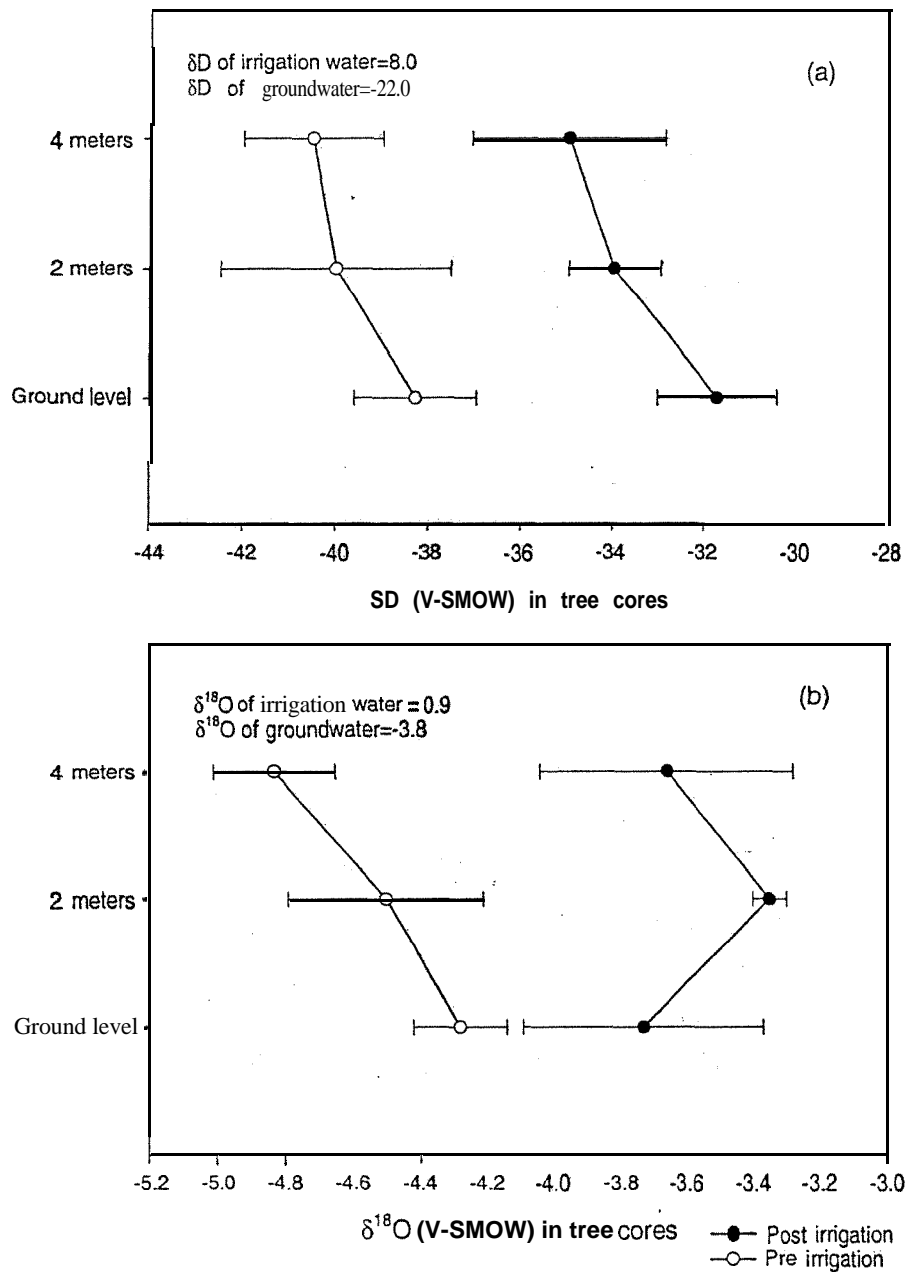 δD of irrigation water=8.0
δD of groundwater=-22.0
(a)
4 meters
2 meters
Ground level
-44 -40 -38 -36 -34 -32 -30 -28
SD (V-SMOW) in tree cores
δ¹⁸O of irrigation water = 0.9
δ¹⁸O of groundwater=-3.8
(b)
4 meters
2 meters
Ground level
-5.2 -5.0 -4.8 -4.6 -4.4 -4.2 -4.0 -3.8 -3.6 -3.4 -3.2 -3.0
δ¹⁸O (V-SMOW) in tree cores
Post irrigation
Pre irrigation